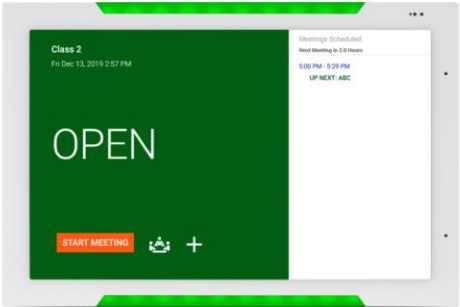 Class 2
Fri Dec 13, 2019 2:57 PM
OPEN
START MEETING
Meetings Scheduled
Next Meeting in 2.0 Hours
5:00 PM - 5:29 PM
UP NEXT: ABC